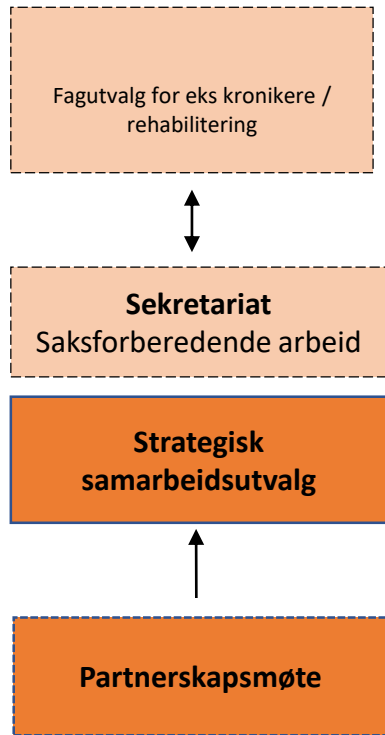 Fagutvalg for eks kronikere /
rehabilitering
Sekretariat
Saksforberedende arbeid
Strategisk
samarbeidsutvalg
Partnerskapsmøte